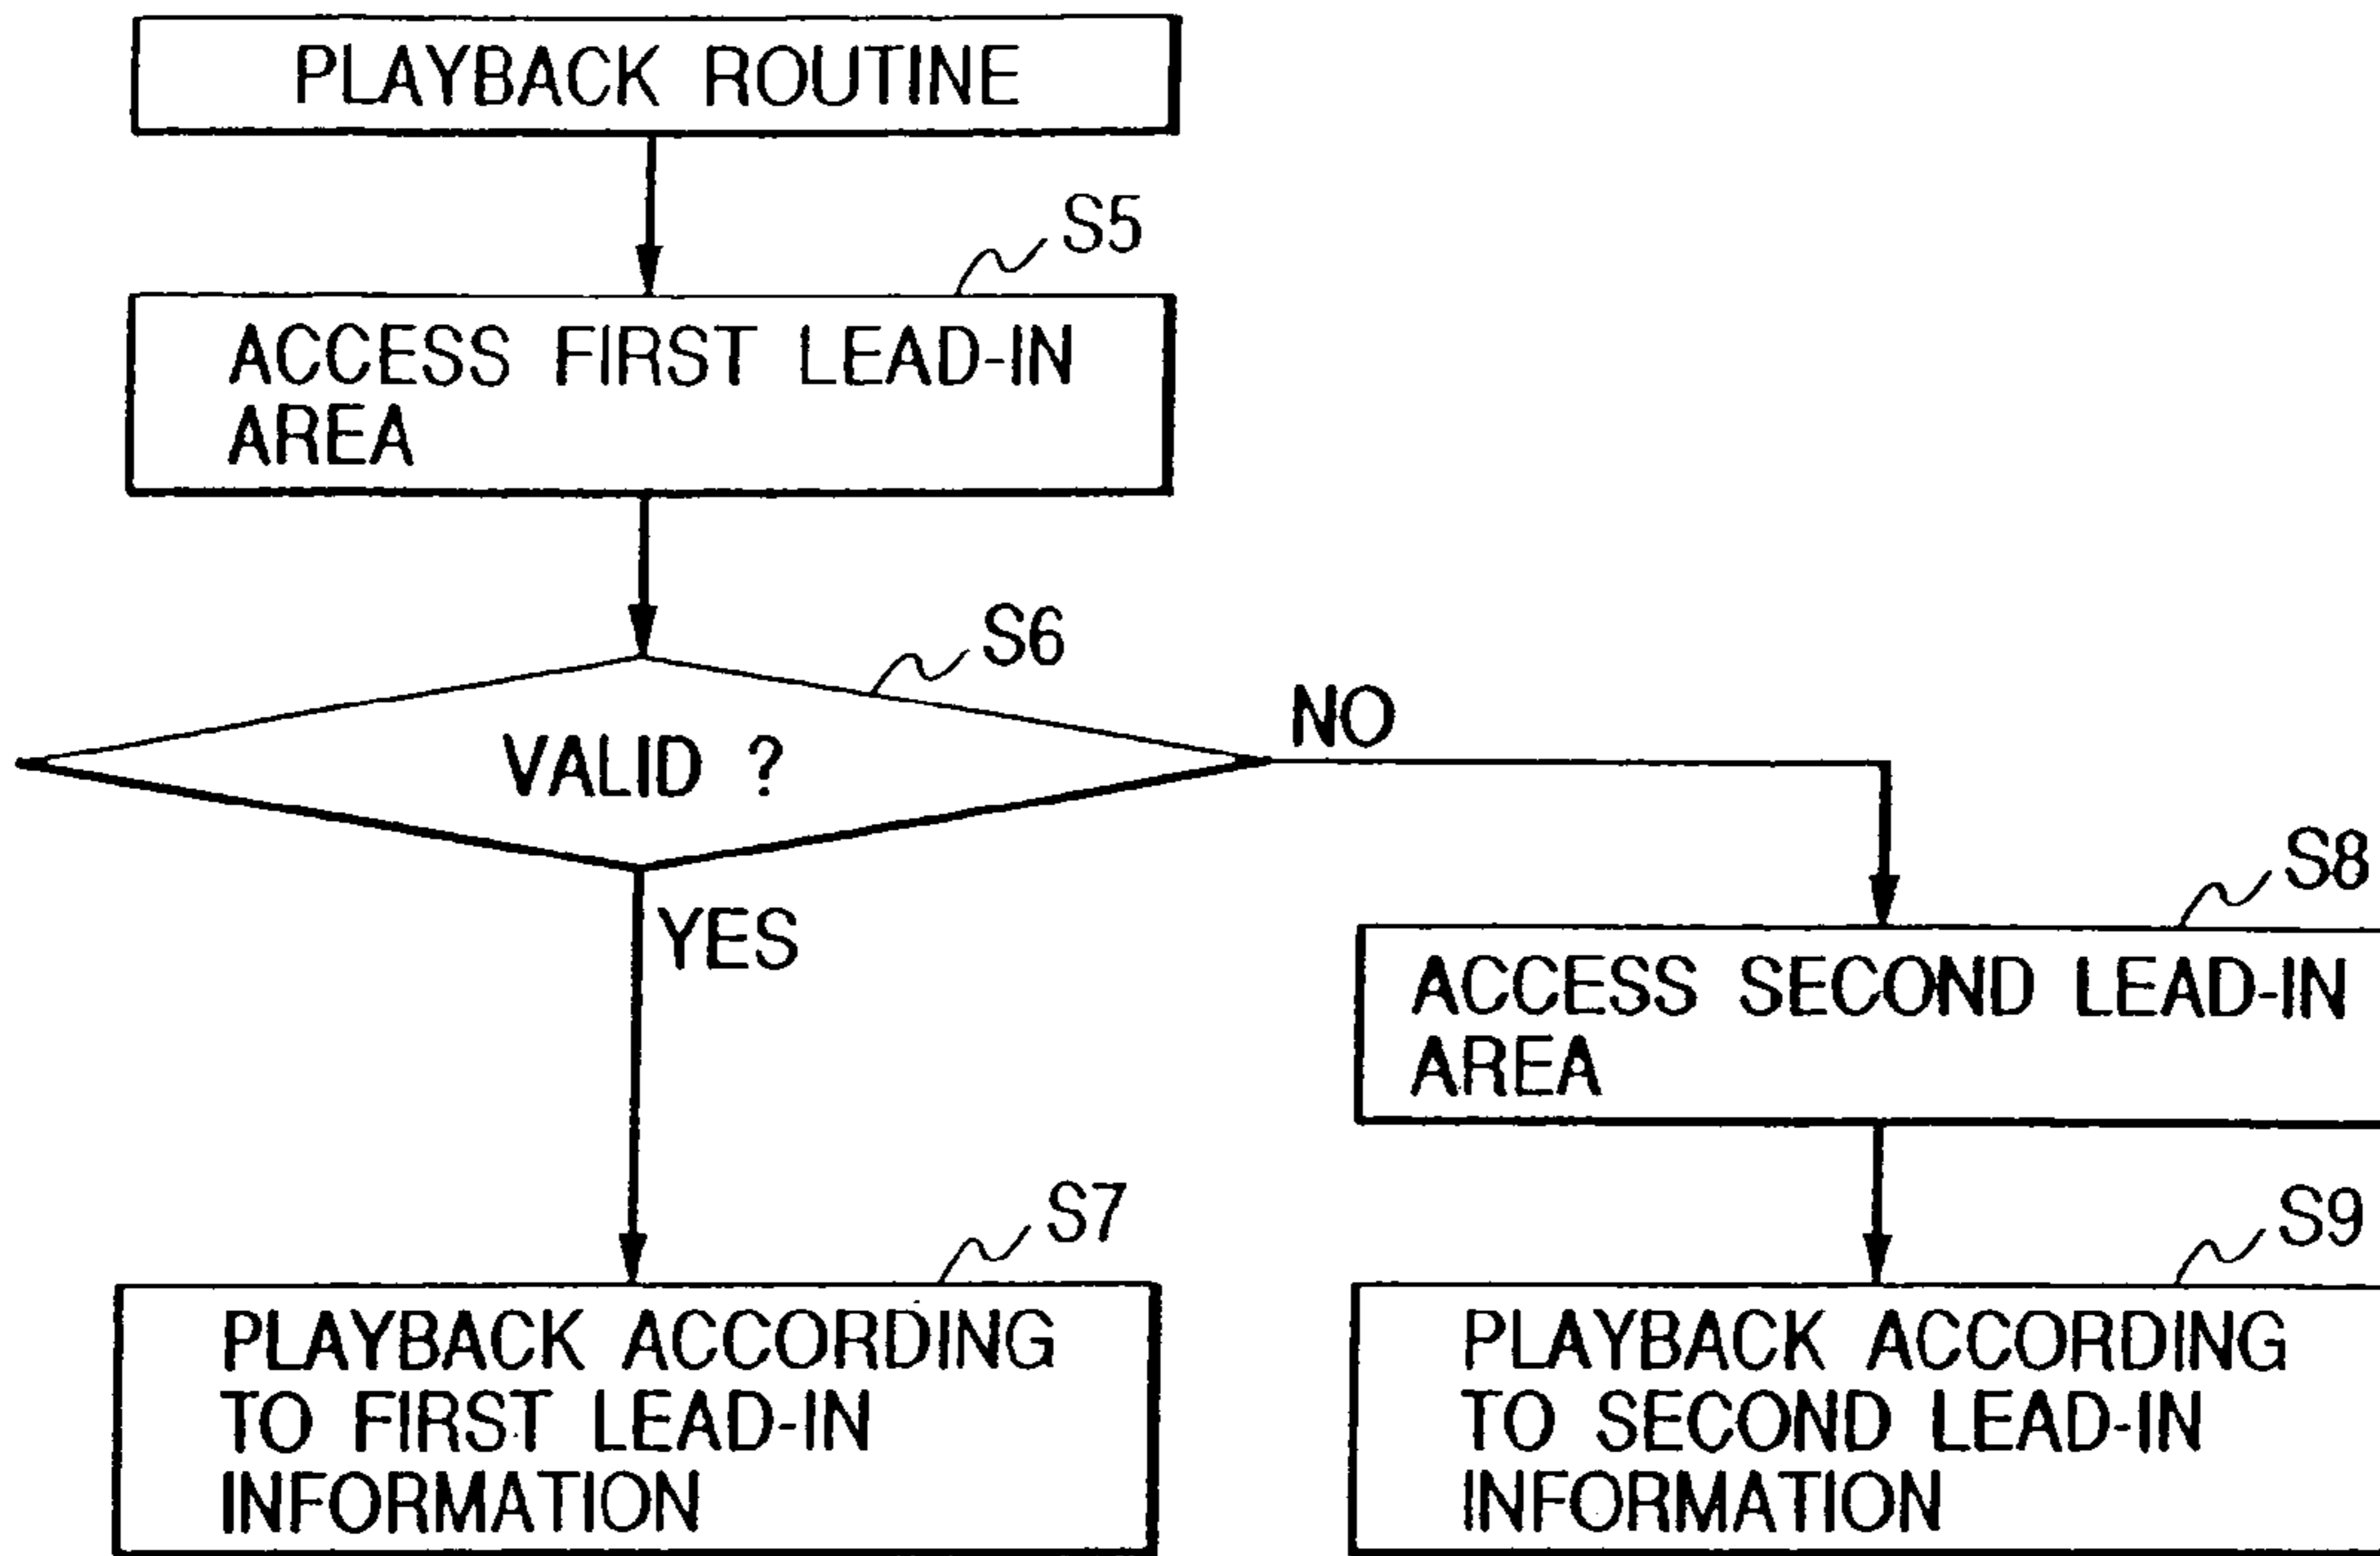 PLAYBACK ROUTINE
S5
ACCESS FIRST LEAD-IN
AREA
S6
VALID ?
NO
YES
S8
ACCESS SECOND LEAD-IN
AREA
S7
PLAYBACK ACCORDING
TO FIRST LEAD-IN
INFORMATION
S9
PLAYBACK ACCORDING
TO SECOND LEAD-IN
INFORMATION